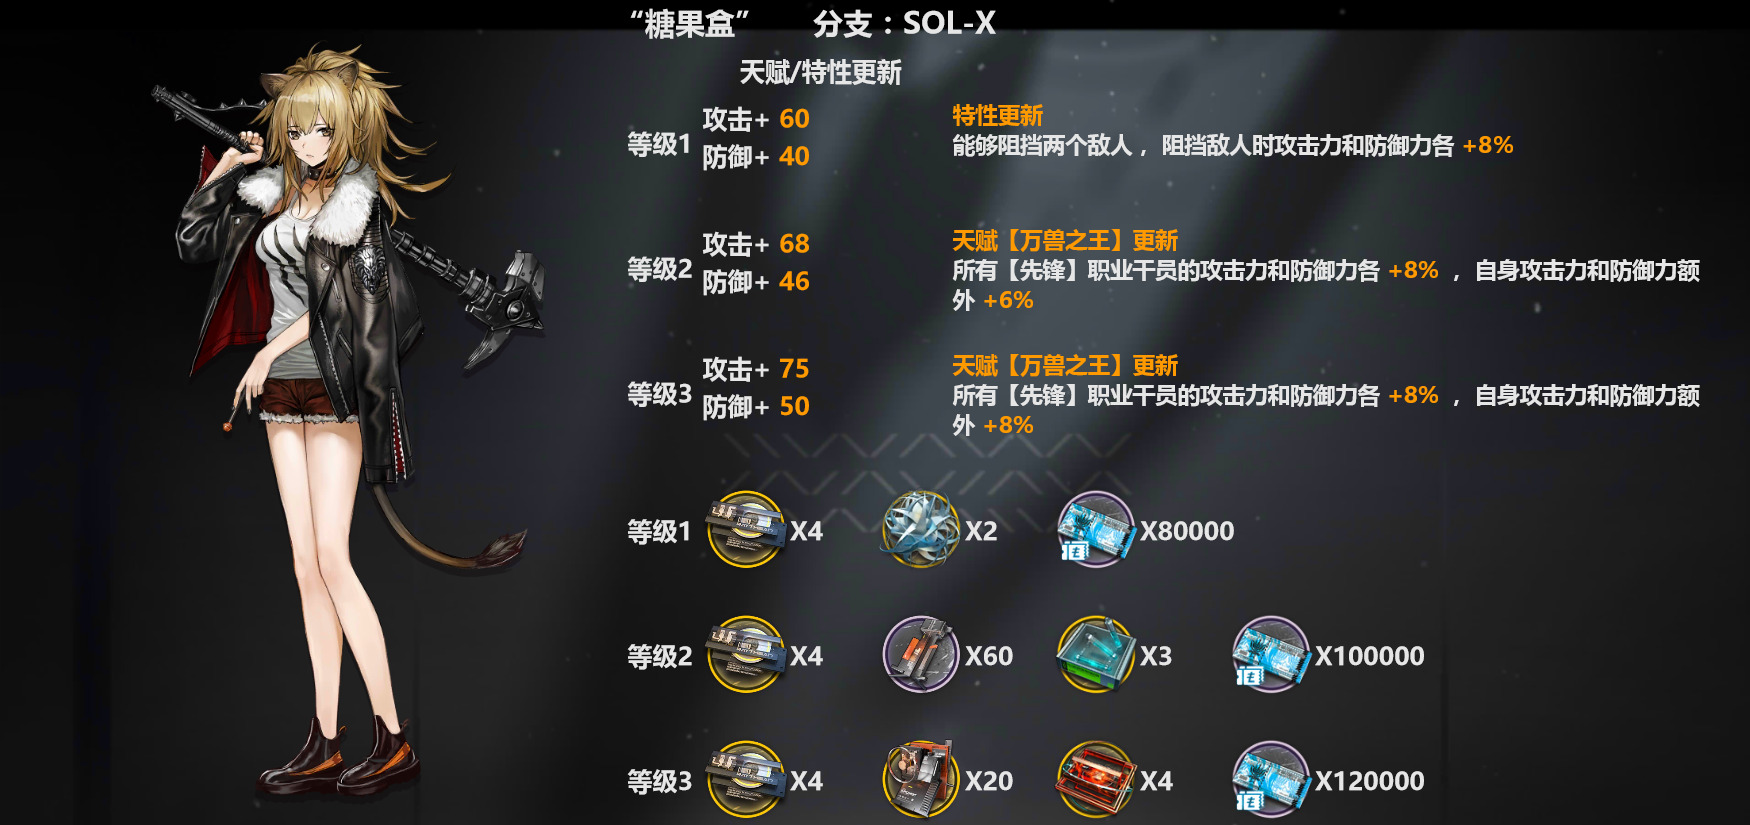 “糖果盒” 分支：SOL-X
天赋/特性更新
等级1
攻击+ 60
防御+ 40
特性更新
能够阻挡两个敌人，阻挡敌人时攻击力和防御力各 +8%
等级2
攻击+ 68
防御+ 46
天赋【万兽之王】更新
所有【先锋】职业干员的攻击力和防御力各 +8% ，自身攻击力和防御力额
外 +6%
等级3
攻击+ 75
防御+ 50
天赋【万兽之王】更新
所有【先锋】职业干员的攻击力和防御力各 +8% ，自身攻击力和防御力额
外 +8%
等级1 X4 X2 X80000
等级2 X4 X60 X3 X100000
等级3 X4 X20 X4 X120000